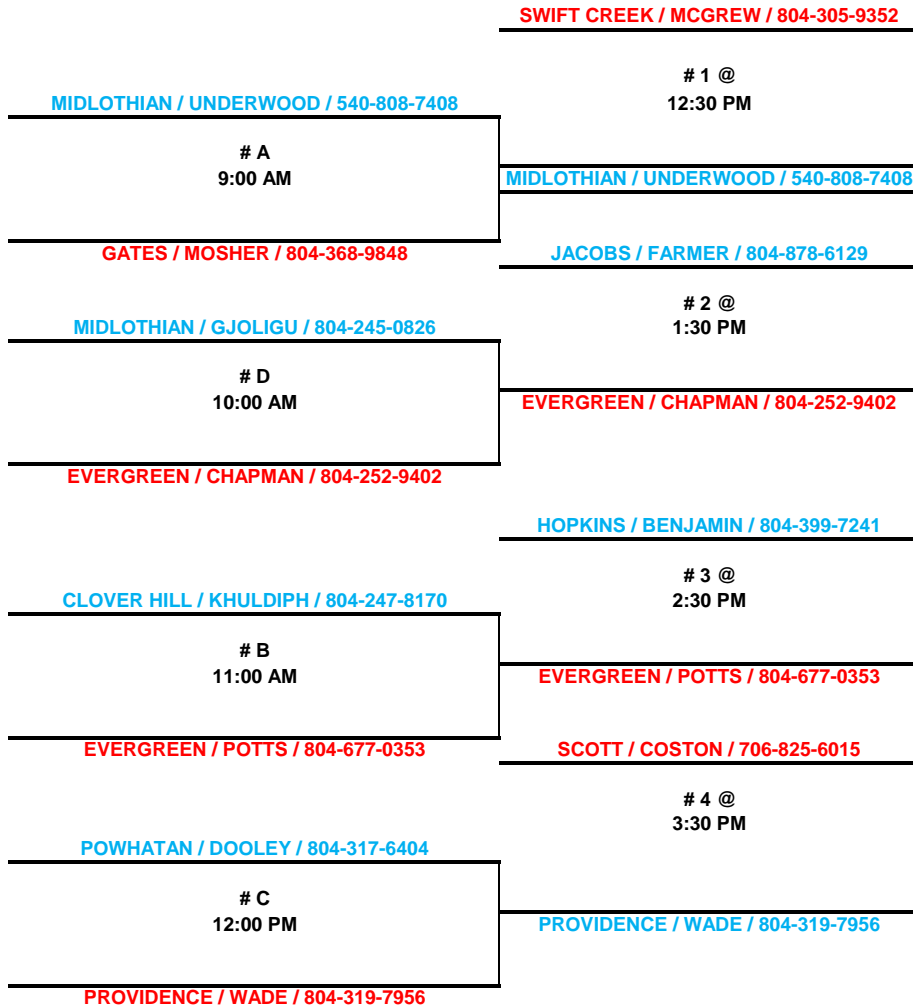 SWIFT CREEK / MCGREW / 804-305-9352
# 1 @
MIDLOTHIAN / UNDERWOOD / 540-808-7408
12:30 PM
# A
9:00 AM
MIDLOTHIAN / UNDERWOOD / 540-808-7408
GATES / MOSHER / 804-368-9848
JACOBS / FARMER / 804-878-6129
# 2 @
MIDLOTHIAN / GJOLIGU / 804-245-0826
1:30 PM
# D
10:00 AM
EVERGREEN / CHAPMAN / 804-252-9402
EVERGREEN / CHAPMAN / 804-252-9402
HOPKINS / BENJAMIN / 804-399-7241
# 3 @
CLOVER HILL / KHULDIPH / 804-247-8170
2:30 PM
# B
11:00 AM
EVERGREEN / POTTS / 804-677-0353
EVERGREEN / POTTS / 804-677-0353
SCOTT / COSTON / 706-825-6015
# 4 @
3:30 PM
POWHATAN / DOOLEY / 804-317-6404
# C
12:00 PM
PROVIDENCE / WADE / 804-319-7956
PROVIDENCE / WADE / 804-319-7956